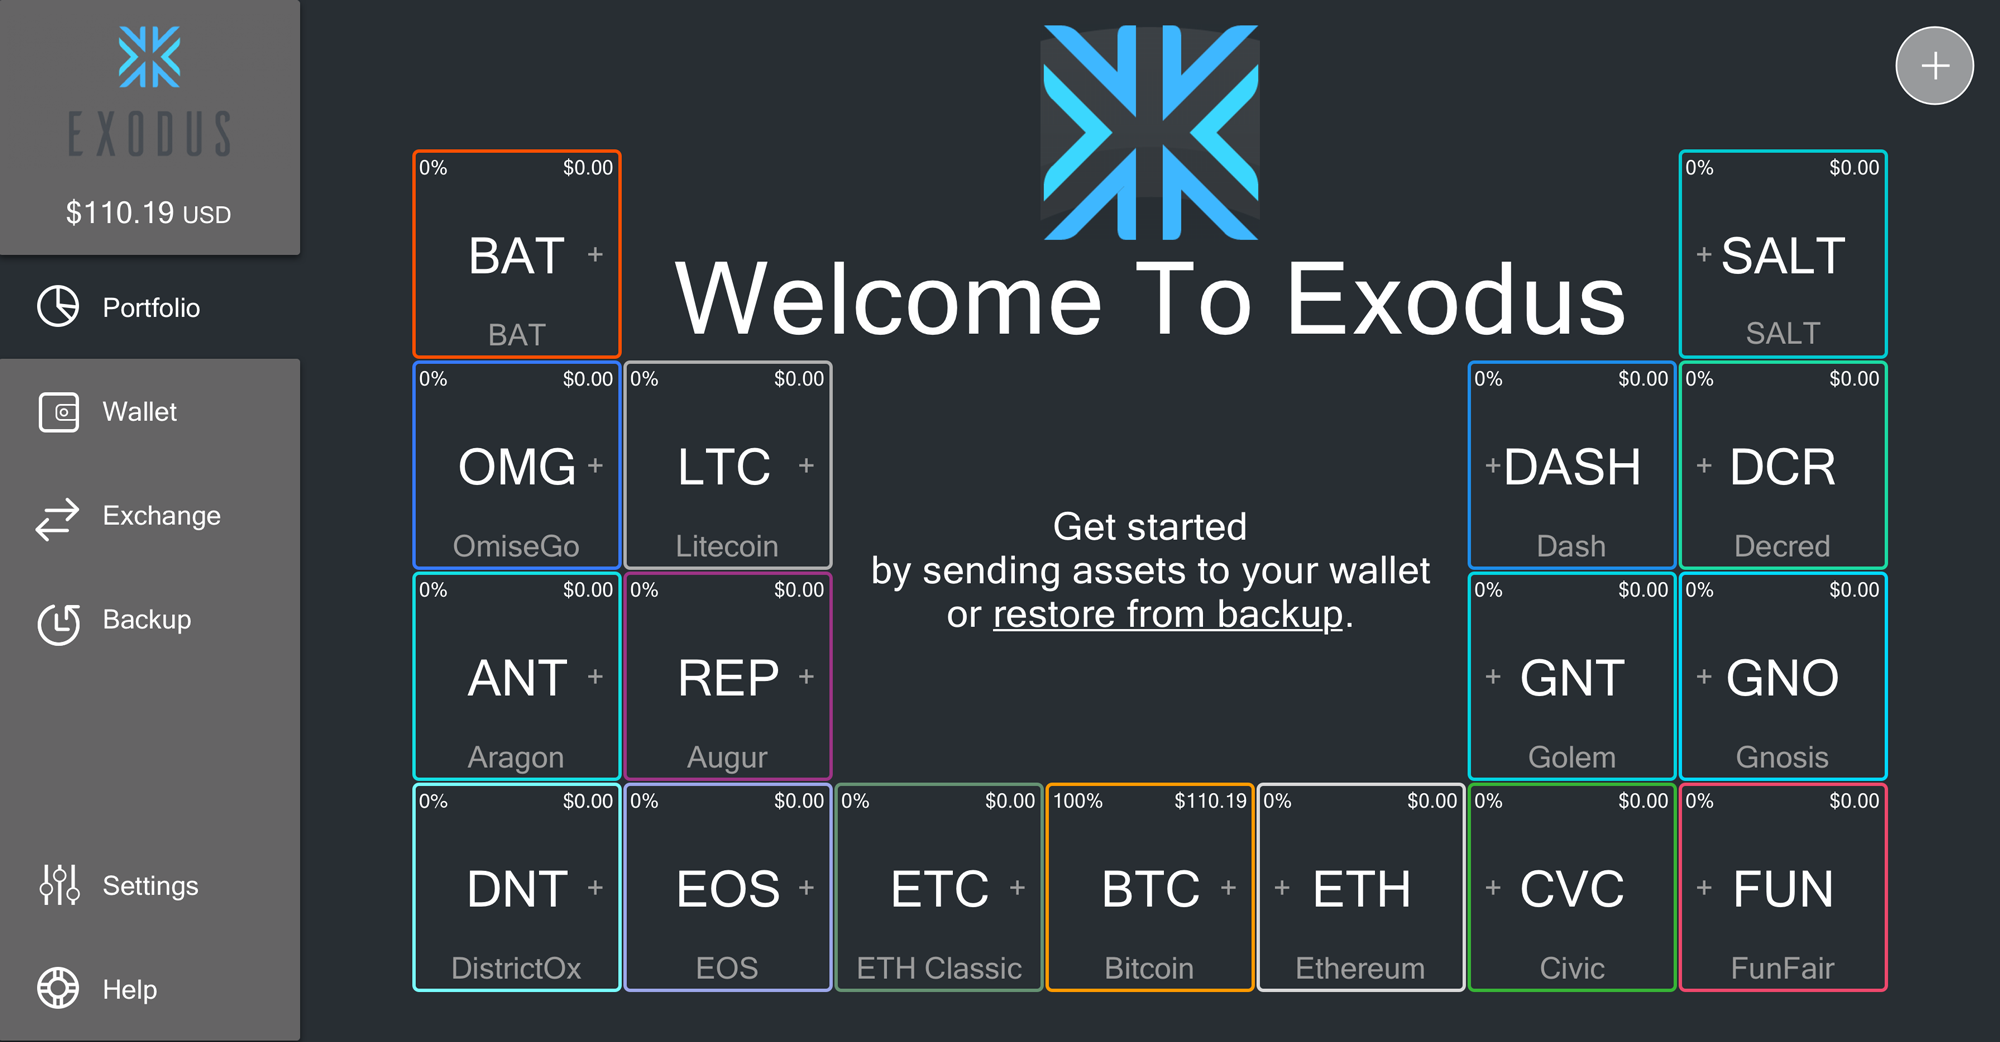 EXODUS
$110.19 USD
Portfolio
Wallet
Exchange
Backup
Settings
Help
+
Welcome To Exodus
Get started
by sending assets to your wallet
or restore from backup.
0% $0.00
BAT +
BAT
0% $0.00
+ SALT
SALT
0% $0.00
OMG +
OmiseGo
0% $0.00
LTC +
Litecoin
0% $0.00
+ DASH
Dash
0% $0.00
+ DCR
Decred
0% $0.00
ANT +
Aragon
0% $0.00
REP +
Augur
0% $0.00
+ GNT
Golem
0% $0.00
+ GNO
Gnosis
0% $0.00
DNT +
DistrictOx
0% $0.00
EOS +
EOS
0% $0.00
ETC +
ETH Classic
100% $110.19
BTC +
Bitcoin
0% $0.00
+ ETH
Ethereum
0% $0.00
+ CVC
Civic
0% $0.00
+ FUN
FunFair